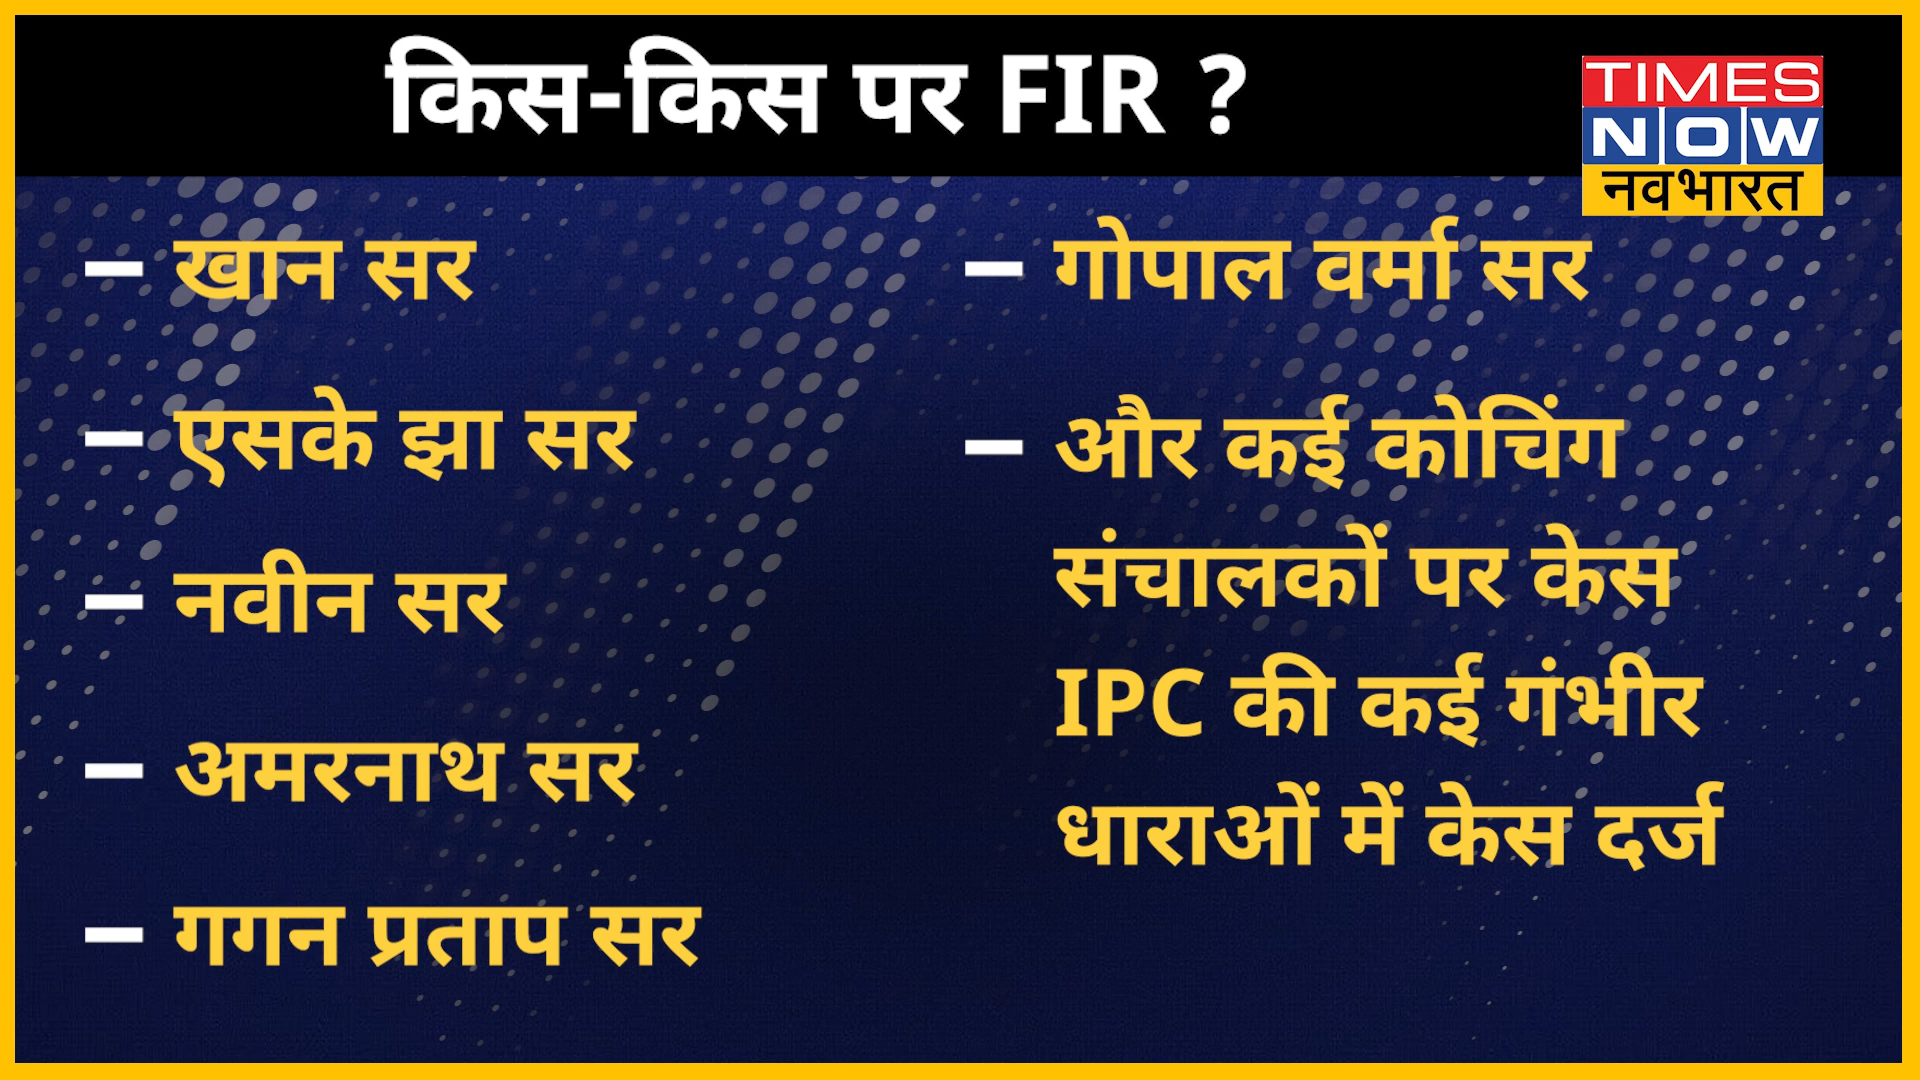 किस-किस पर FIR ?
TIMES
NOW
नवभारत
– खान सर
– एसके झा सर
– नवीन सर
– अमरनाथ सर
– गगन प्रताप सर
– गोपाल वर्मा सर
– और कई कोचिंग
संचालकों पर केस
IPC की कई गंभीर
धाराओं में केस दर्ज